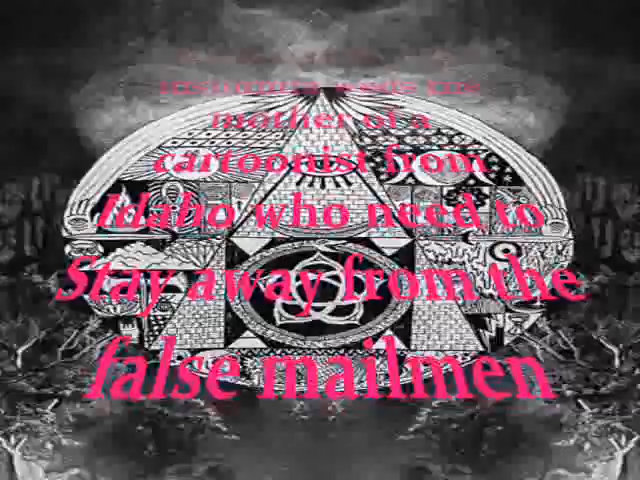 mother of a
cartoonist from
Idaho who need to
Stay away from the
false mailmen